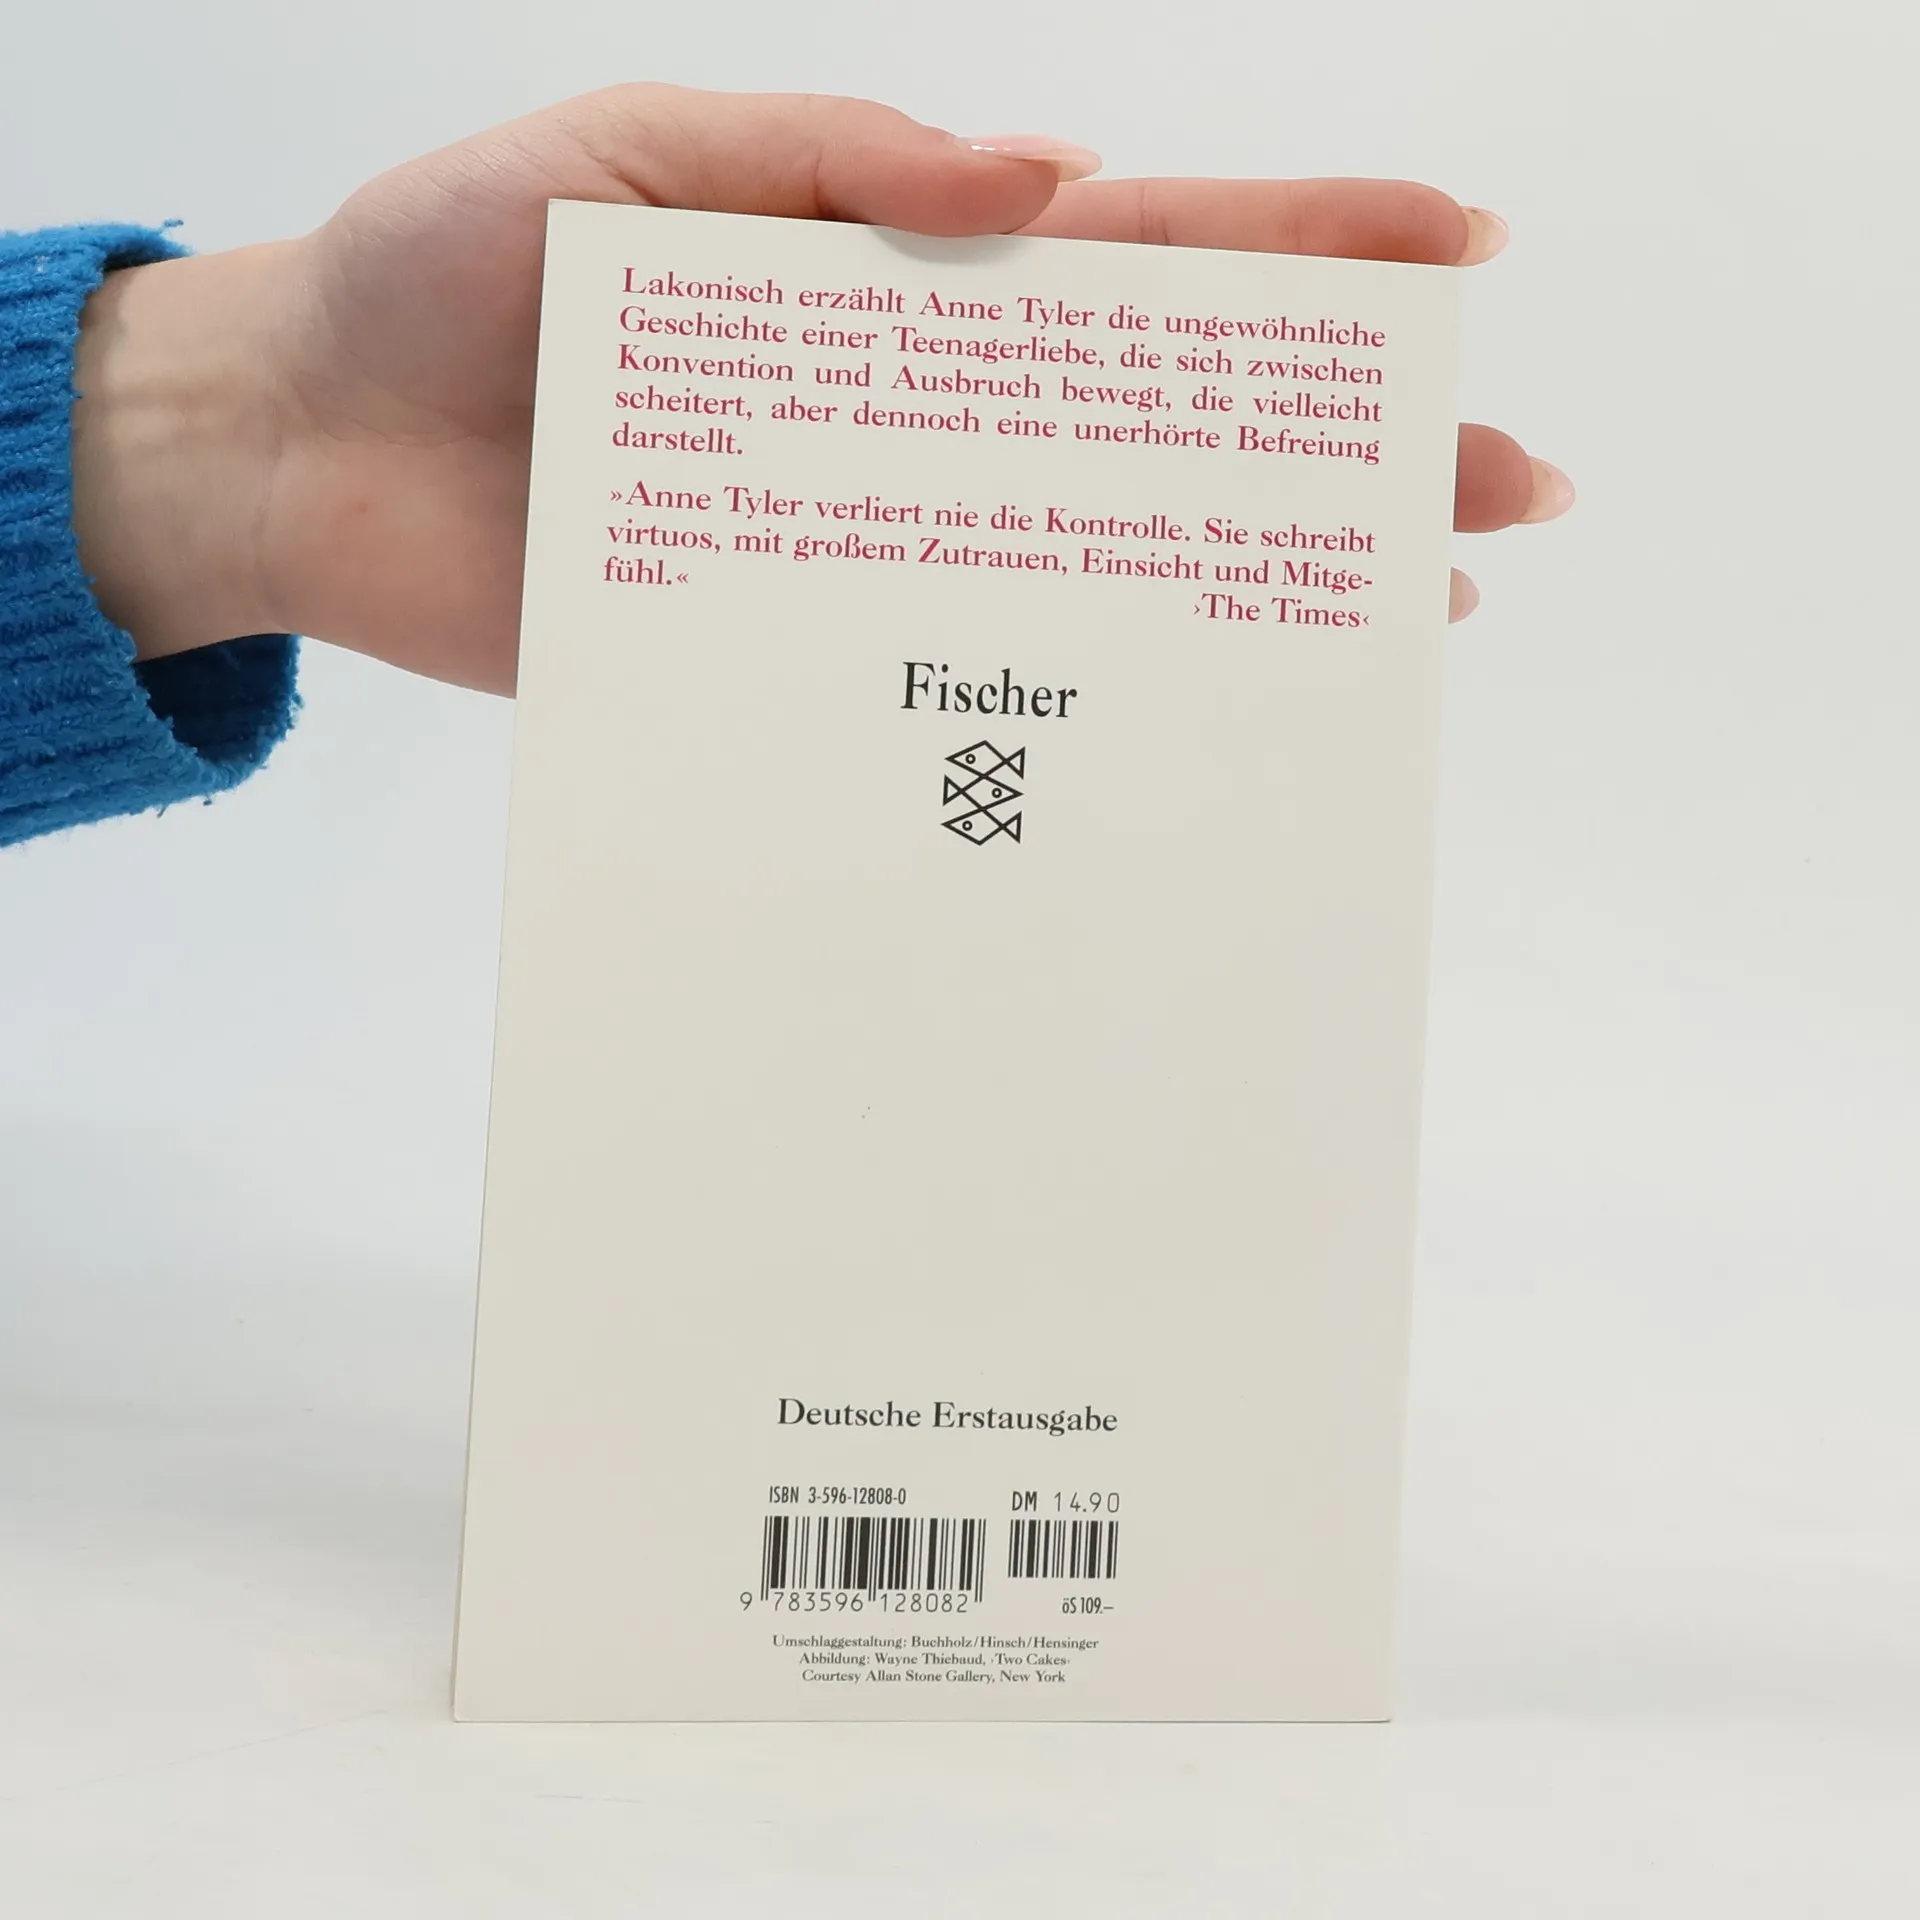 Lakonisch erzählt Anne Tyler die ungewöhnliche
Geschichte einer Teenagerliebe, die sich zwischen
Konvention und Ausbruch bewegt, die vielleicht
scheitert, aber dennoch eine unerhörte Befreiung
darstellt.
»Anne Tyler verliert nie die Kontrolle. Sie schreibt
virtuos, mit großem Zutrauen, Einsicht und Mitge-
fühl.«
›The Times‹
Fischer
Deutsche Erstausgabe
ISBN 3-596-12808-0
DM 14.90
9 783596 128082
öS 109.–
Umschlaggestaltung: Buchholz/Hinsch/Hensinger
Abbildung: Wayne Thiebaud, ›Two Cakes‹
Courtesy Allan Stone Gallery, New York